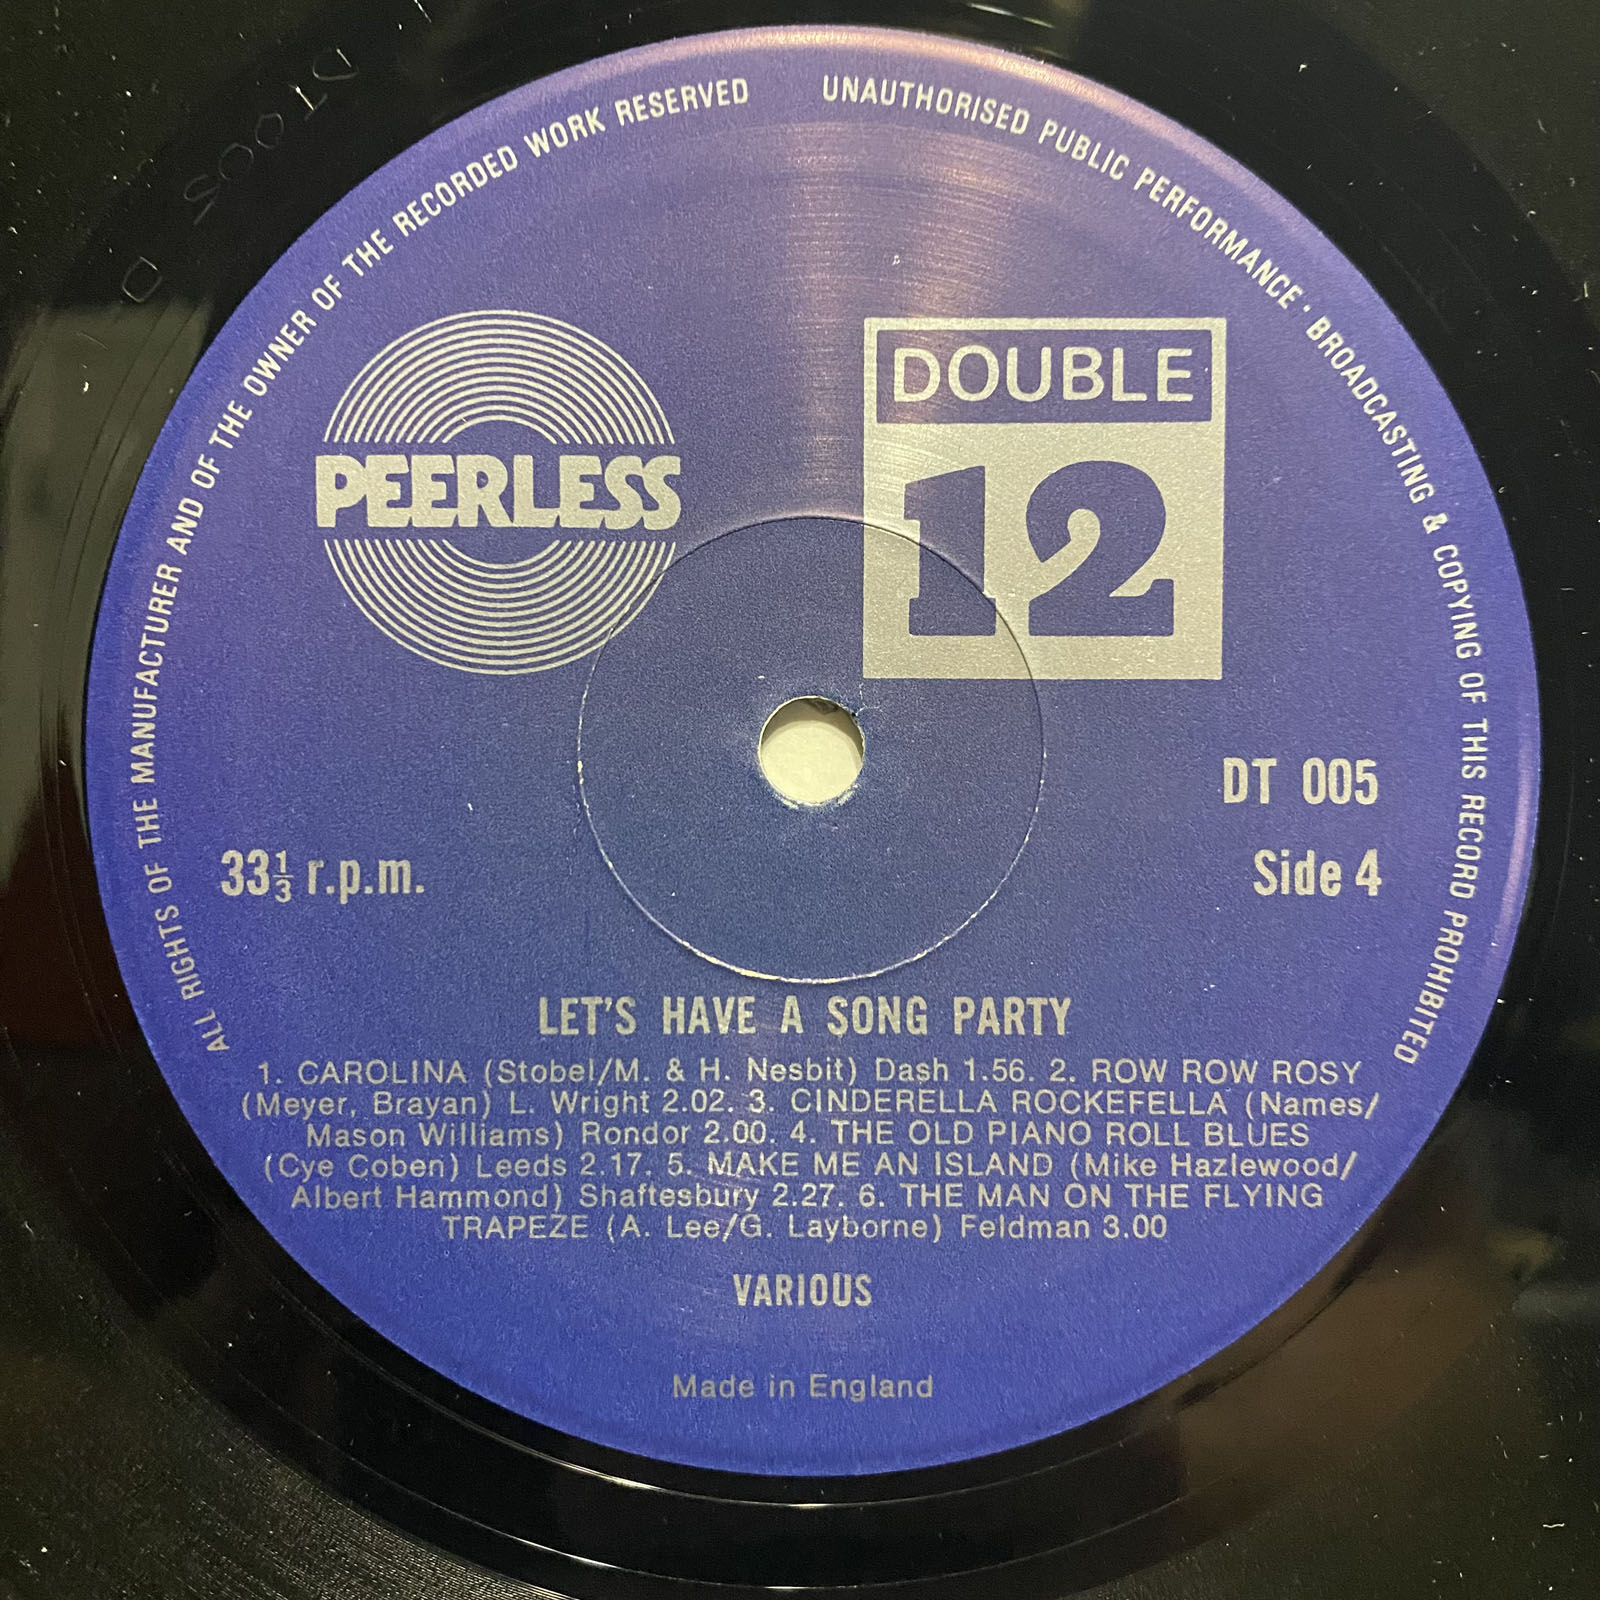 DT005
D
ALL RIGHTS OF THE MANUFACTURER AND OF THE OWNER OF THE RECORDED WORK RESERVED
UNAUTHORISED PUBLIC PERFORMANCE · BROADCASTING & COPYING OF THIS RECORD PROHIBITED
PEERLESS
DOUBLE
12
DT 005
33⅓ r.p.m.
Side 4
LET'S HAVE A SONG PARTY
1. CAROLINA (Stobel/M. & H. Nesbit) Dash 1.56. 2. ROW ROW ROSY
(Meyer, Brayan) L. Wright 2.02. 3. CINDERELLA ROCKEFELLA (Names/
Mason Williams) Rondor 2.00. 4. THE OLD PIANO ROLL BLUES
(Cye Coben) Leeds 2.17. 5. MAKE ME AN ISLAND (Mike Hazlewood/
Albert Hammond) Shaftesbury 2.27. 6. THE MAN ON THE FLYING
TRAPEZE (A. Lee/G. Layborne) Feldman 3.00
VARIOUS
Made in England